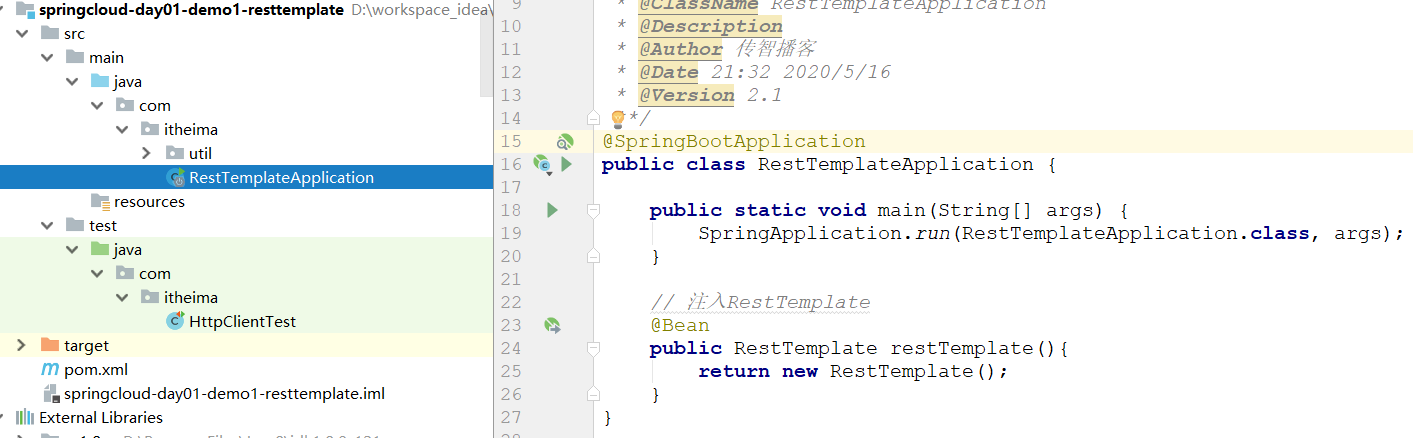 springcloud-day01-demo1-resttemplate D:\workspace_idea\
src
main
java
com
itheima
util
RestTemplateApplication
resources
test
java
com
itheima
HttpClientTest
target
pom.xml
springcloud-day01-demo1-resttemplate.iml
External Libraries
9 * @ClassName RestTemplateApplication
10 * @Description
11 * @Author 传智播客
12 * @Date 21:32 2020/5/16
13 * @Version 2.1
14 **/
15 @SpringBootApplication
16 public class RestTemplateApplication {
17
18 public static void main(String[] args) {
19 SpringApplication.run(RestTemplateApplication.class, args);
20 }
21
22 // 注入RestTemplate
23 @Bean
24 public RestTemplate restTemplate(){
25 return new RestTemplate();
26 }
27 }